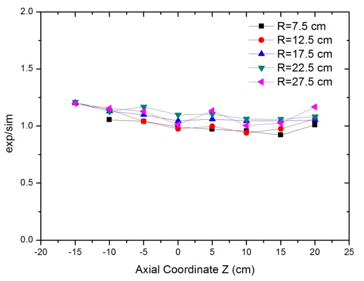 2.0
R=7.5 cm
R=12.5 cm
R=17.5 cm
R=22.5 cm
R=27.5 cm
1.5
exp/sim
1.0
0.5
0.0
-20 -15 -10 -5 0 5 10 15 20 25
Axial Coordinate Z (cm)